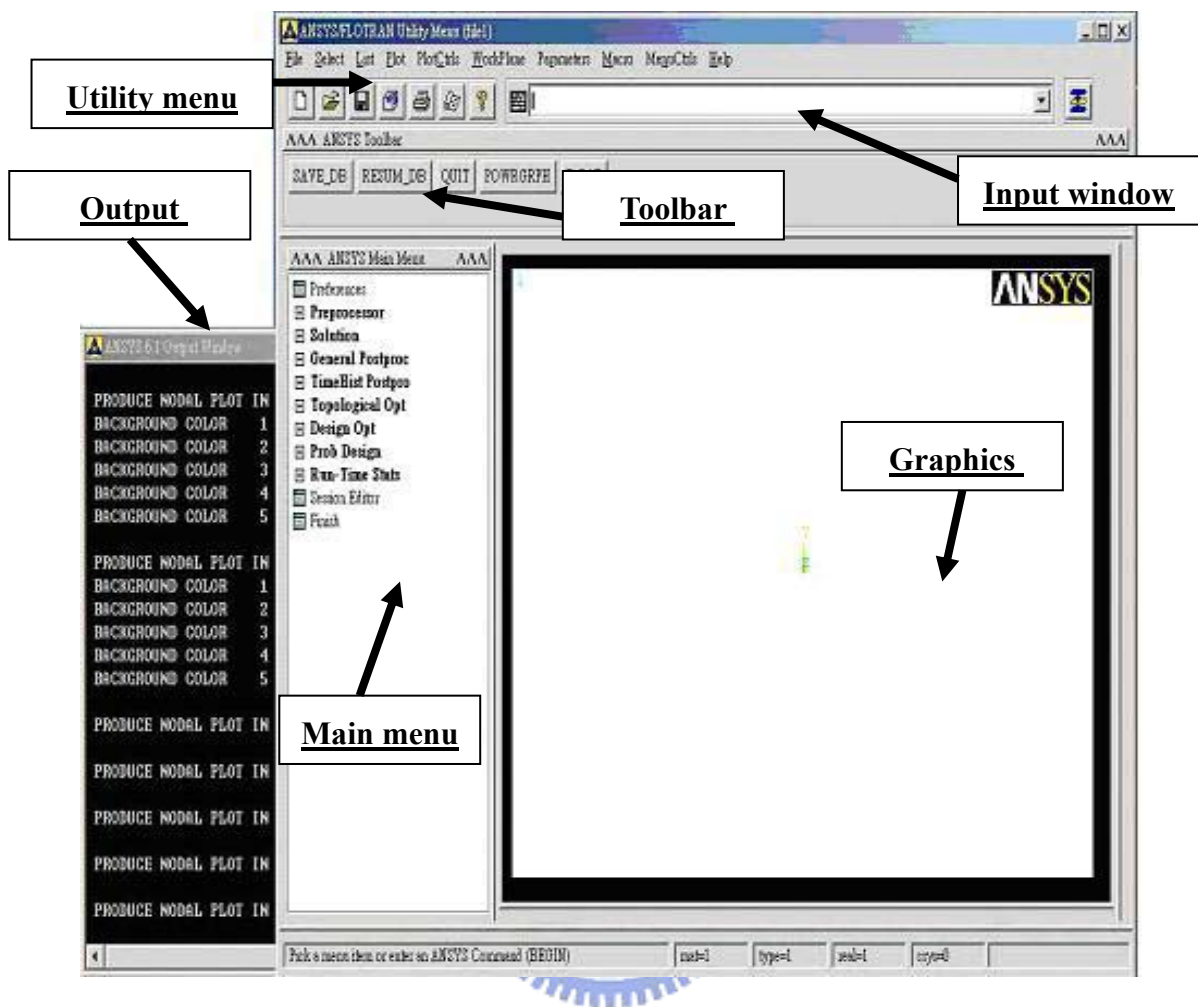 ANSYS/FLOTRAN Utility Menu (file1)
File Select List Plot PlotCtrls WorkPlane Parameters Macro MenuCtrls Help
Utility menu
ANSYS Toolbar
SAVE_DB RESUM_DB QUIT POWRGRPH
Input window
Output
Toolbar
ANSYS Main Menu
ANSYS
Preferences
Preprocessor
Solution
General Postproc
TimeHist Postpro
Topological Opt
Design Opt
Prob Design
Run-Time Stats
Session Editor
Finish
Graphics
Main menu
ANSYS 6.1 Output Window
PRODUCE NODAL PLOT IN
BACKGROUND COLOR 1
BACKGROUND COLOR 2
BACKGROUND COLOR 3
BACKGROUND COLOR 4
BACKGROUND COLOR 5
PRODUCE NODAL PLOT IN
BACKGROUND COLOR 1
BACKGROUND COLOR 2
BACKGROUND COLOR 3
BACKGROUND COLOR 4
BACKGROUND COLOR 5
PRODUCE NODAL PLOT IN
PRODUCE NODAL PLOT IN
PRODUCE NODAL PLOT IN
PRODUCE NODAL PLOT IN
PRODUCE NODAL PLOT IN
Pick a menu item or enter an ANSYS Command (BEGIN) mat=1 type=1 real=1 csys=0